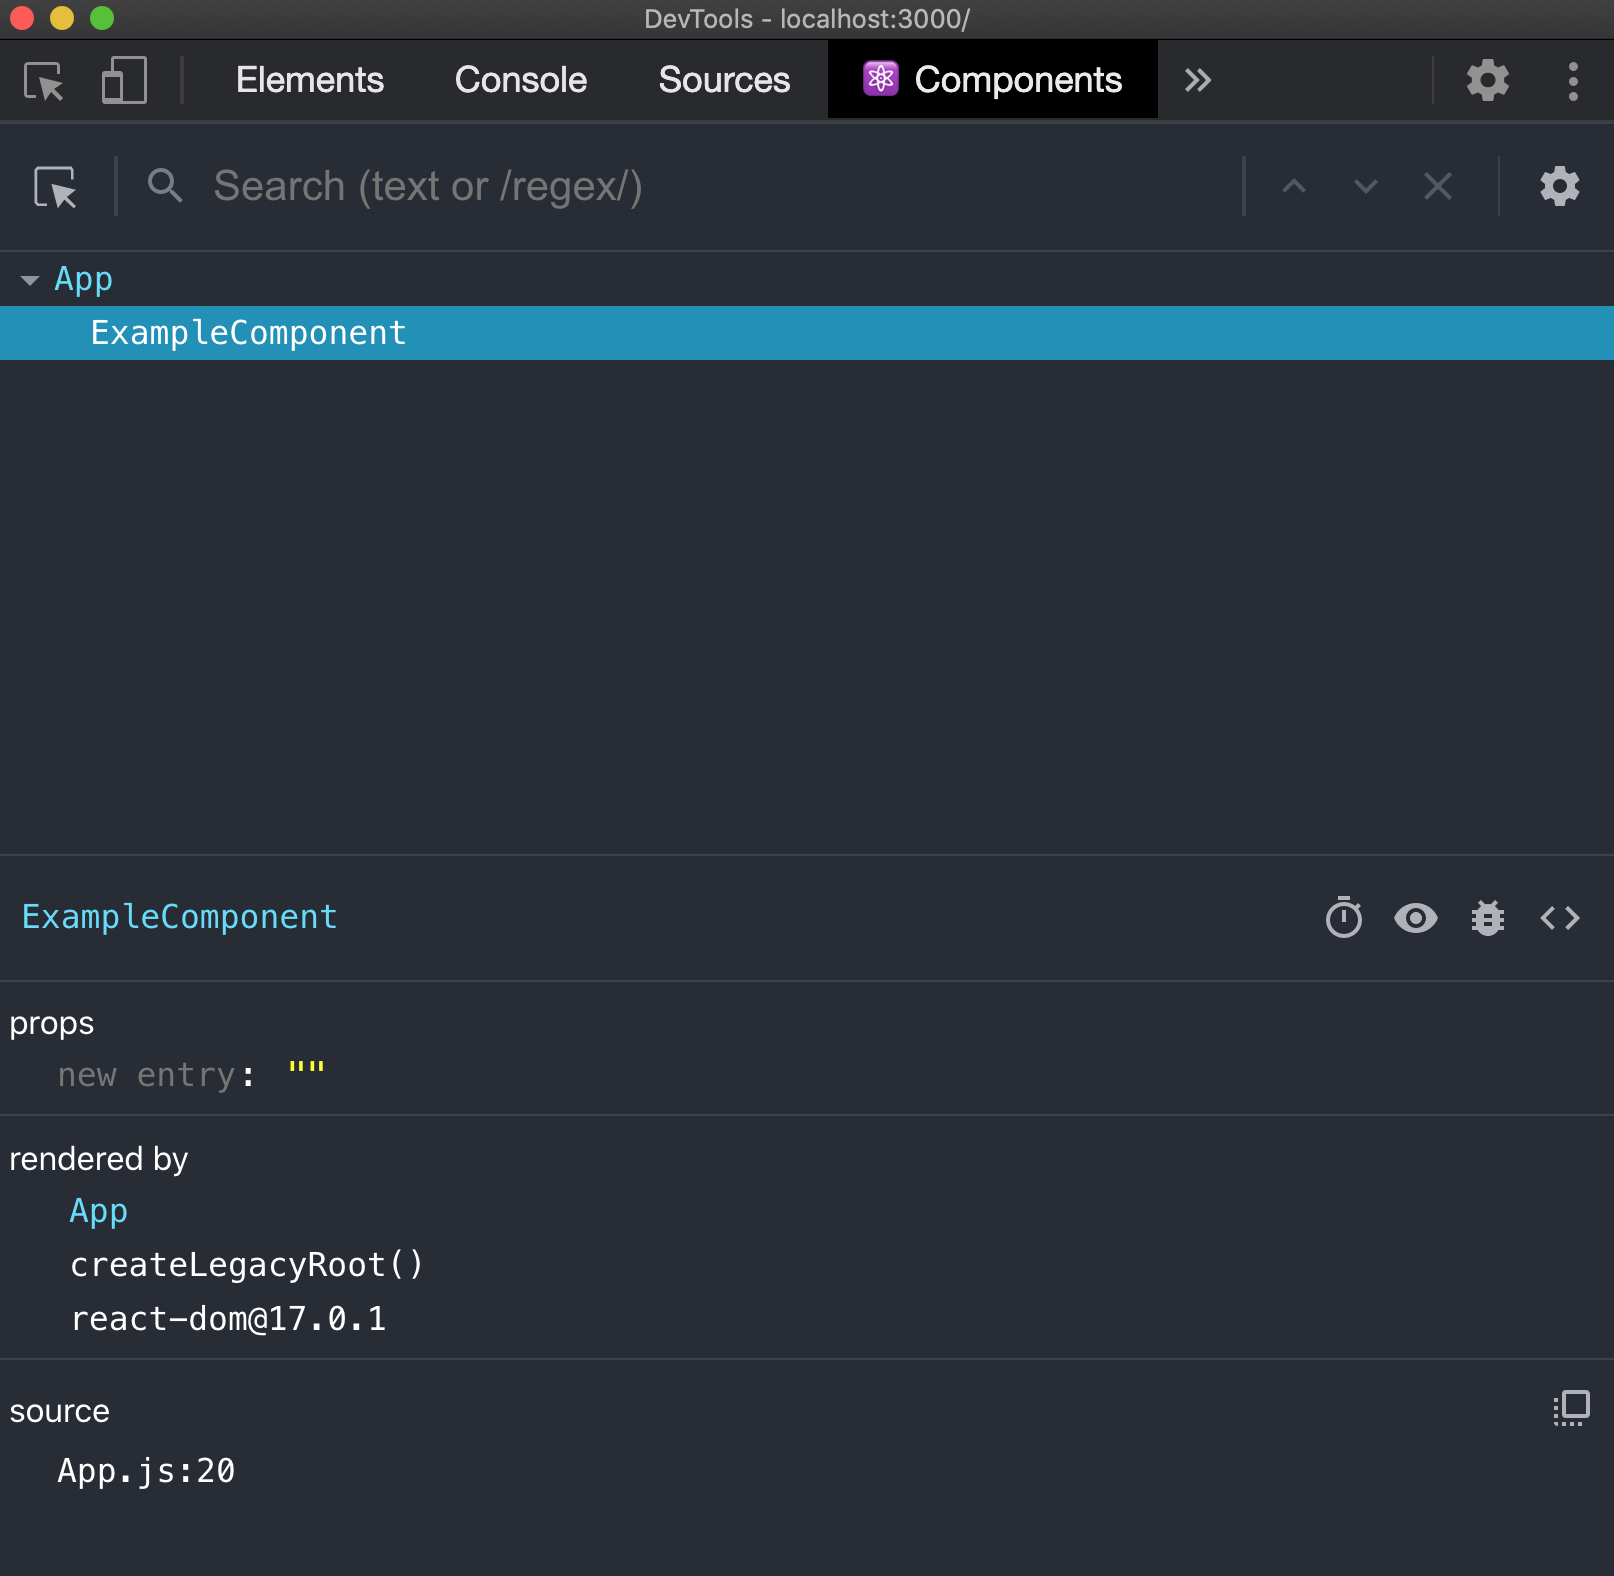 DevTools - localhost:3000/
Elements Console Sources Components
Search (text or /regex/)
App
ExampleComponent
ExampleComponent
props
new entry: ""
rendered by
App
createLegacyRoot()
react-dom@17.0.1
source
App.js:20